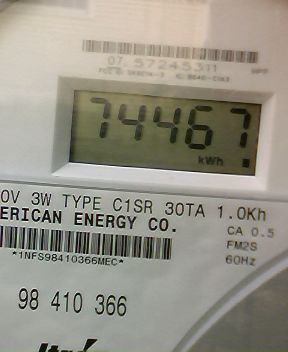 07. 57245311
74467
kWh
0V 3W TYPE C1SR 30TA 1.0Kh
ERICAN ENERGY CO.
CA 0.5
FM2S
*1NFS98410366MEC*
60Hz
98 410 366